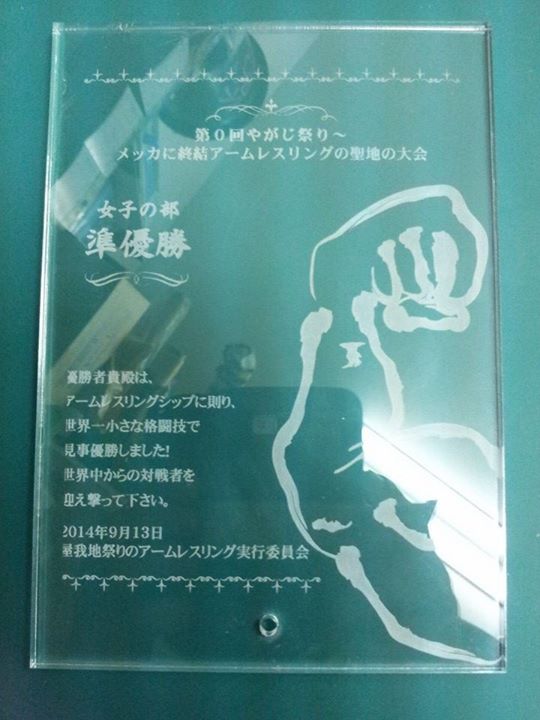 第0回やがじ祭り〜
メッカに終結アームレスリングの聖地の大会
女子の部
準優勝
優勝者貴殿は、
アームレスリングシップに則り、
世界一小さな格闘技で
見事優勝しました!
世界中からの対戦者を
迎え撃って下さい。
2014年9月13日
屋我地祭りのアームレスリング実行委員会